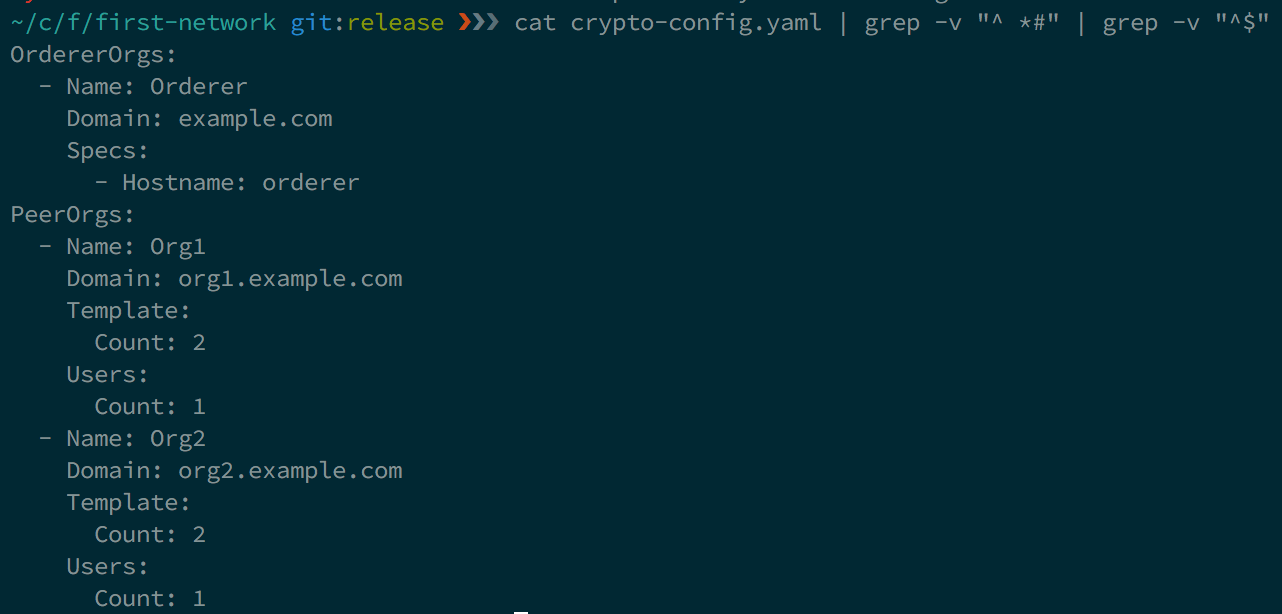 ~/c/f/first-network git:release ❯❯❯ cat crypto-config.yaml | grep -v "^ *#" | grep -v "^$"
OrdererOrgs:
  - Name: Orderer
    Domain: example.com
    Specs:
      - Hostname: orderer
PeerOrgs:
  - Name: Org1
    Domain: org1.example.com
    Template:
      Count: 2
    Users:
      Count: 1
  - Name: Org2
    Domain: org2.example.com
    Template:
      Count: 2
    Users:
      Count: 1